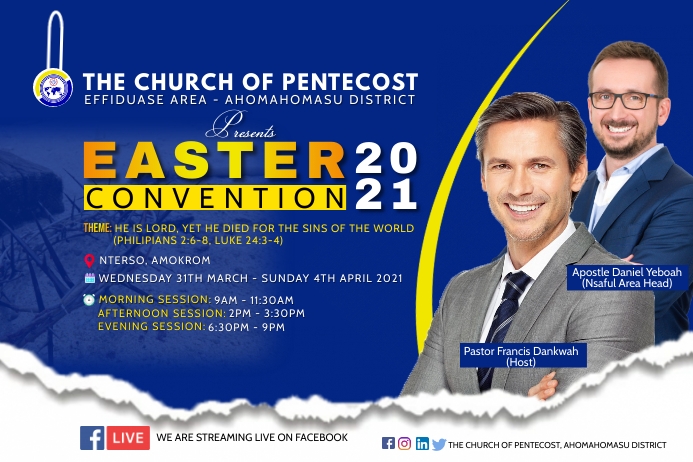 THE CHURCH OF PENTECOST
EFFIDUASE AREA - AHOMAHOMASU DISTRICT
Presents
EASTER
CONVENTION
20
21
THEME: HE IS LORD, YET HE DIED FOR THE SINS OF THE WORLD
(PHILIPIANS 2:6-8, LUKE 24:3-4)
NTERSO, AMOKROM
WEDNESDAY 31TH MARCH - SUNDAY 4TH APRIL 2021
MORNING SESSION: 9AM - 11:30AM
AFTERNOON SESSION: 2PM - 3:30PM
EVENING SESSION: 6:30PM - 9PM
Apostle Daniel Yeboah
(Nsaful Area Head)
Pastor Francis Dankwah
(Host)
f LIVE WE ARE STREAMING LIVE ON FACEBOOK
THE CHURCH OF PENTECOST, AHOMAHOMASU DISTRICT